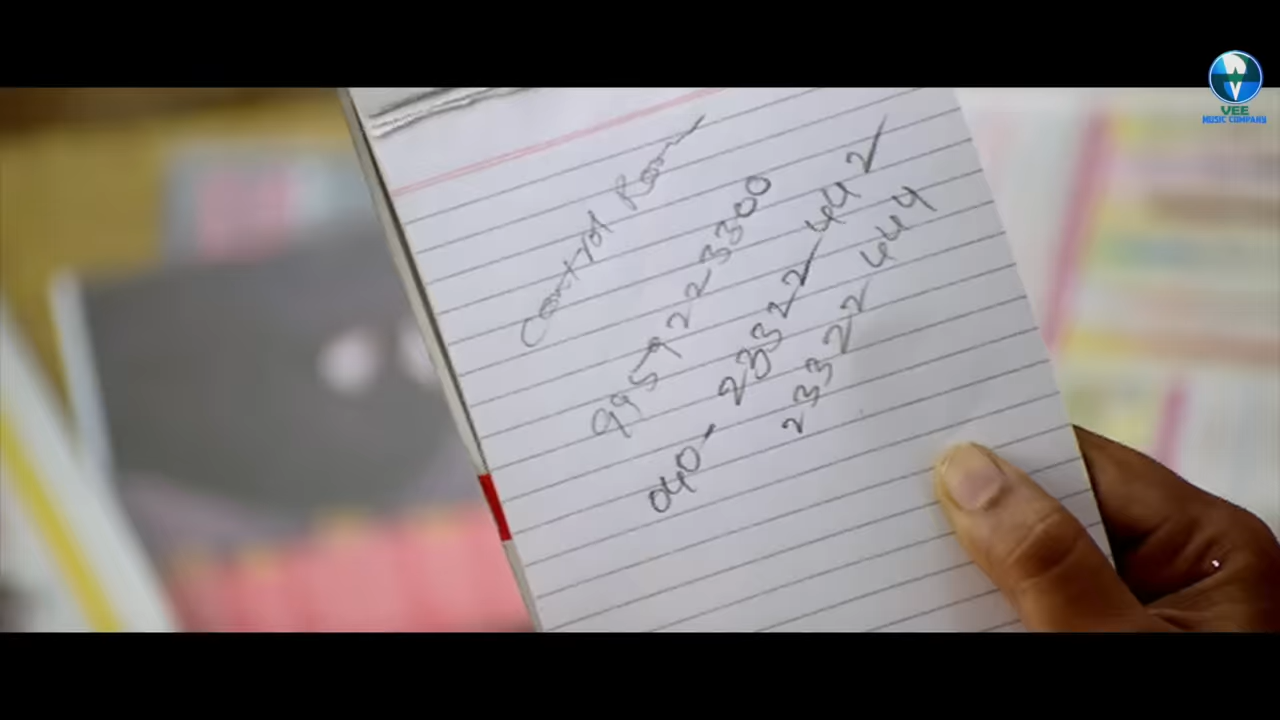 VEE
MUSIC COMPANY
Control Room
9959223300
040-23322442
23322444